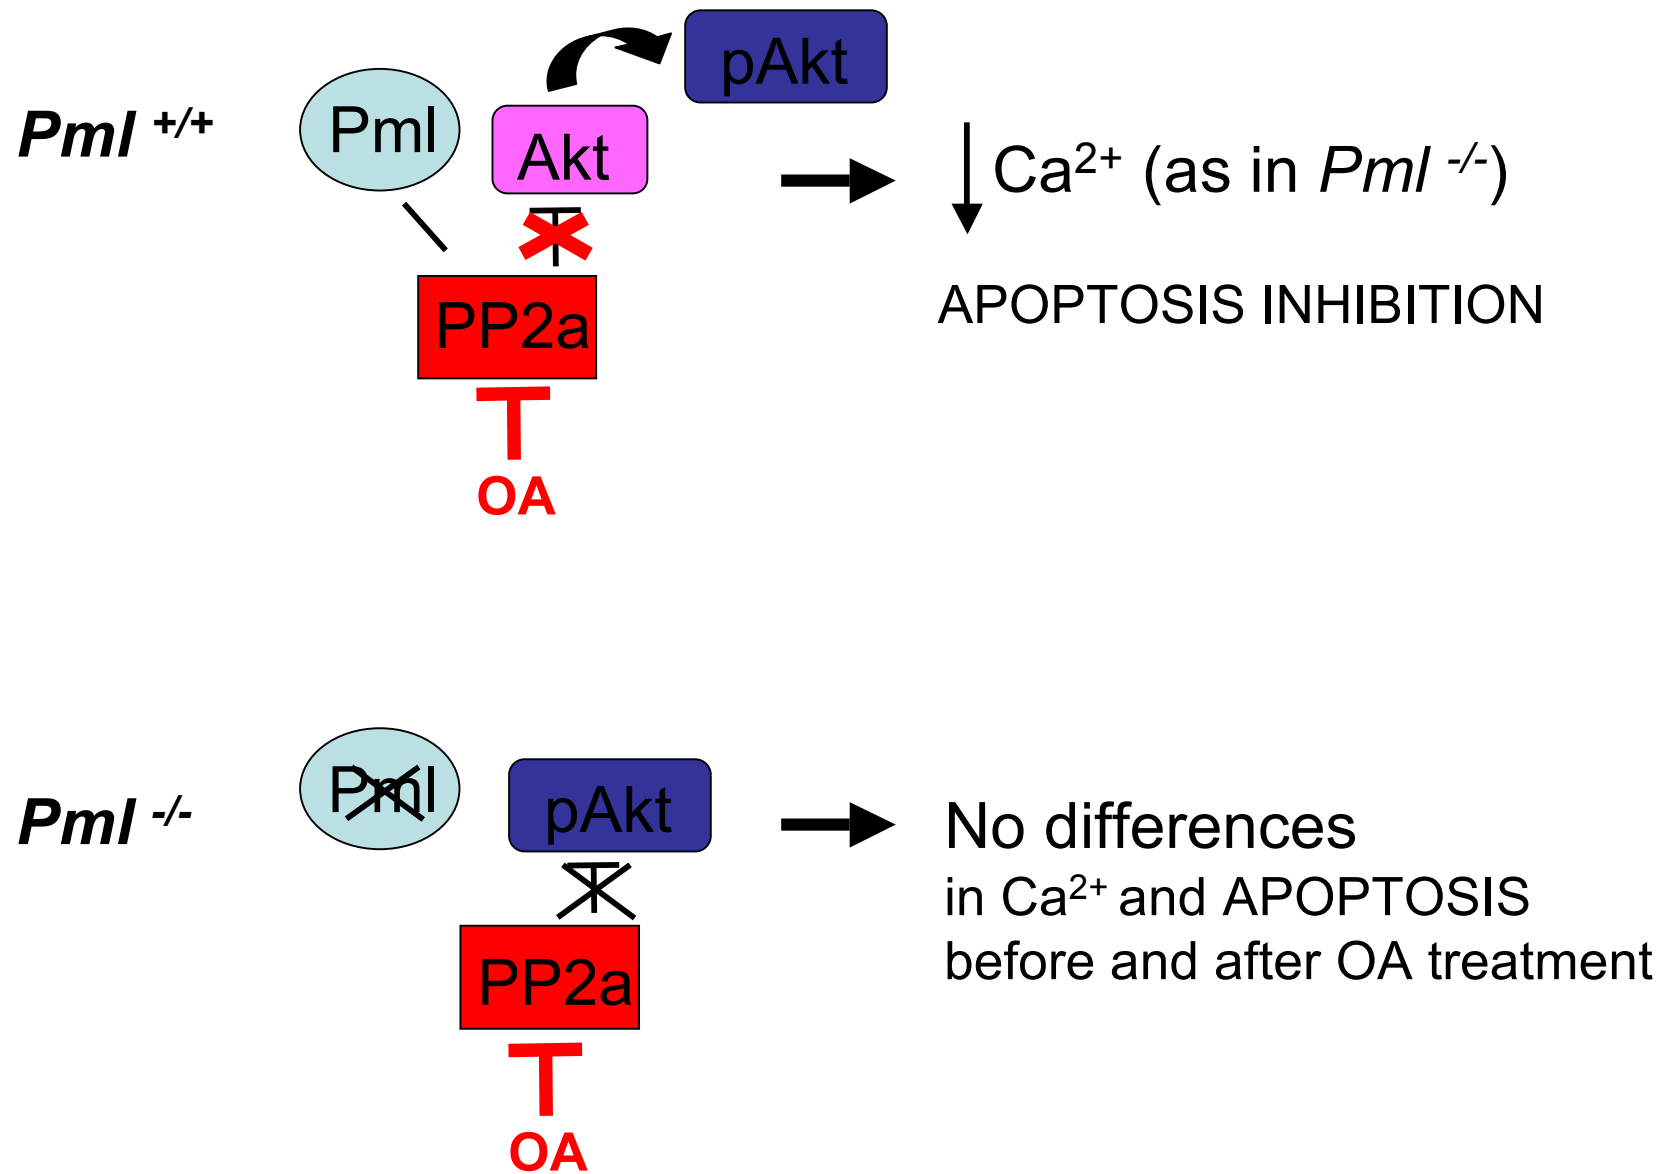 pAkt
Pml +/+
Pml
Akt
Ca2+ (as in Pml -/-)
PP2a
APOPTOSIS INHIBITION
OA
Pml -/-
Pml
pAkt
No differences
in Ca2+ and APOPTOSIS
before and after OA treatment
PP2a
OA